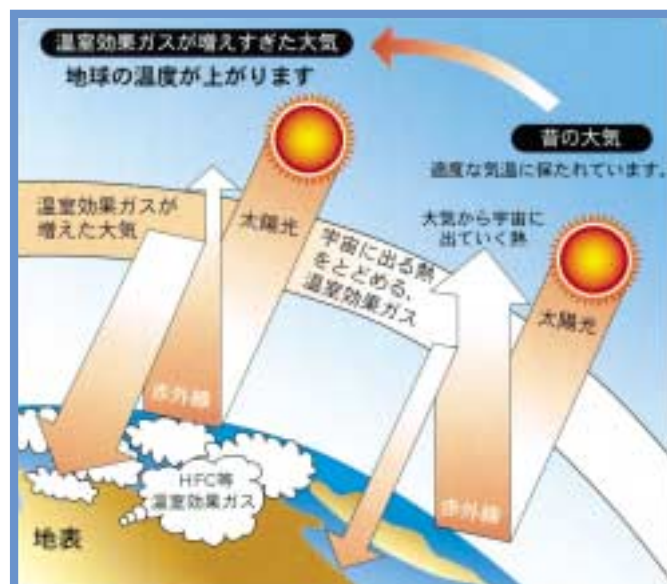 温室効果ガスが増えすぎた大気
地球の温度が上がります
昔の大気
適度な気温に保たれています。
温室効果ガスが
増えた大気
太陽光
宇宙に出る熱
をとどめる、
温室効果ガス
大気から宇宙に
出ていく熱
太陽光
赤外線
HFC等
温室効果ガス
赤外線
地表